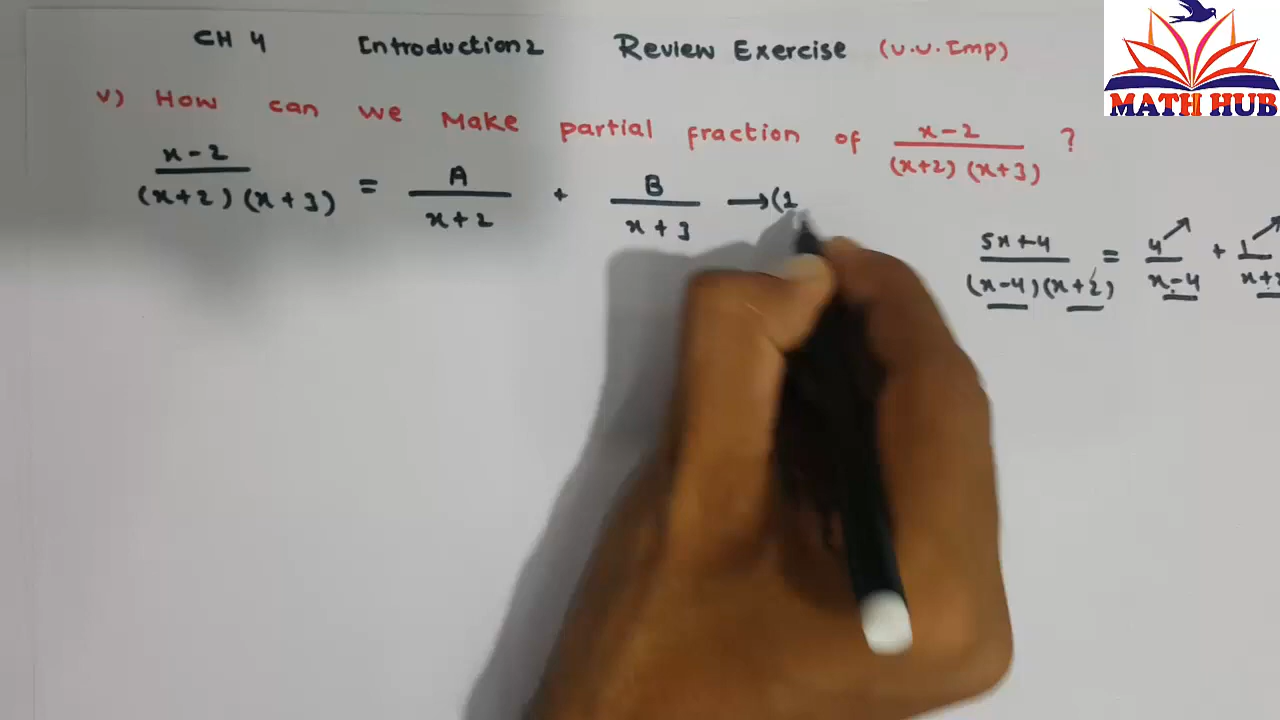 CH 4 Introduction2 Review Exercise (v.v.Imp)
MATH HUB
v) How can we Make partial fraction of x-2 / (x+2)(x+3) ?
x-2 / (x+2)(x+3) = A / x+2 + B / x+3 → (1
5x+4 / (x-4)(x+2) = 4 / x-4 + 1 / x+2